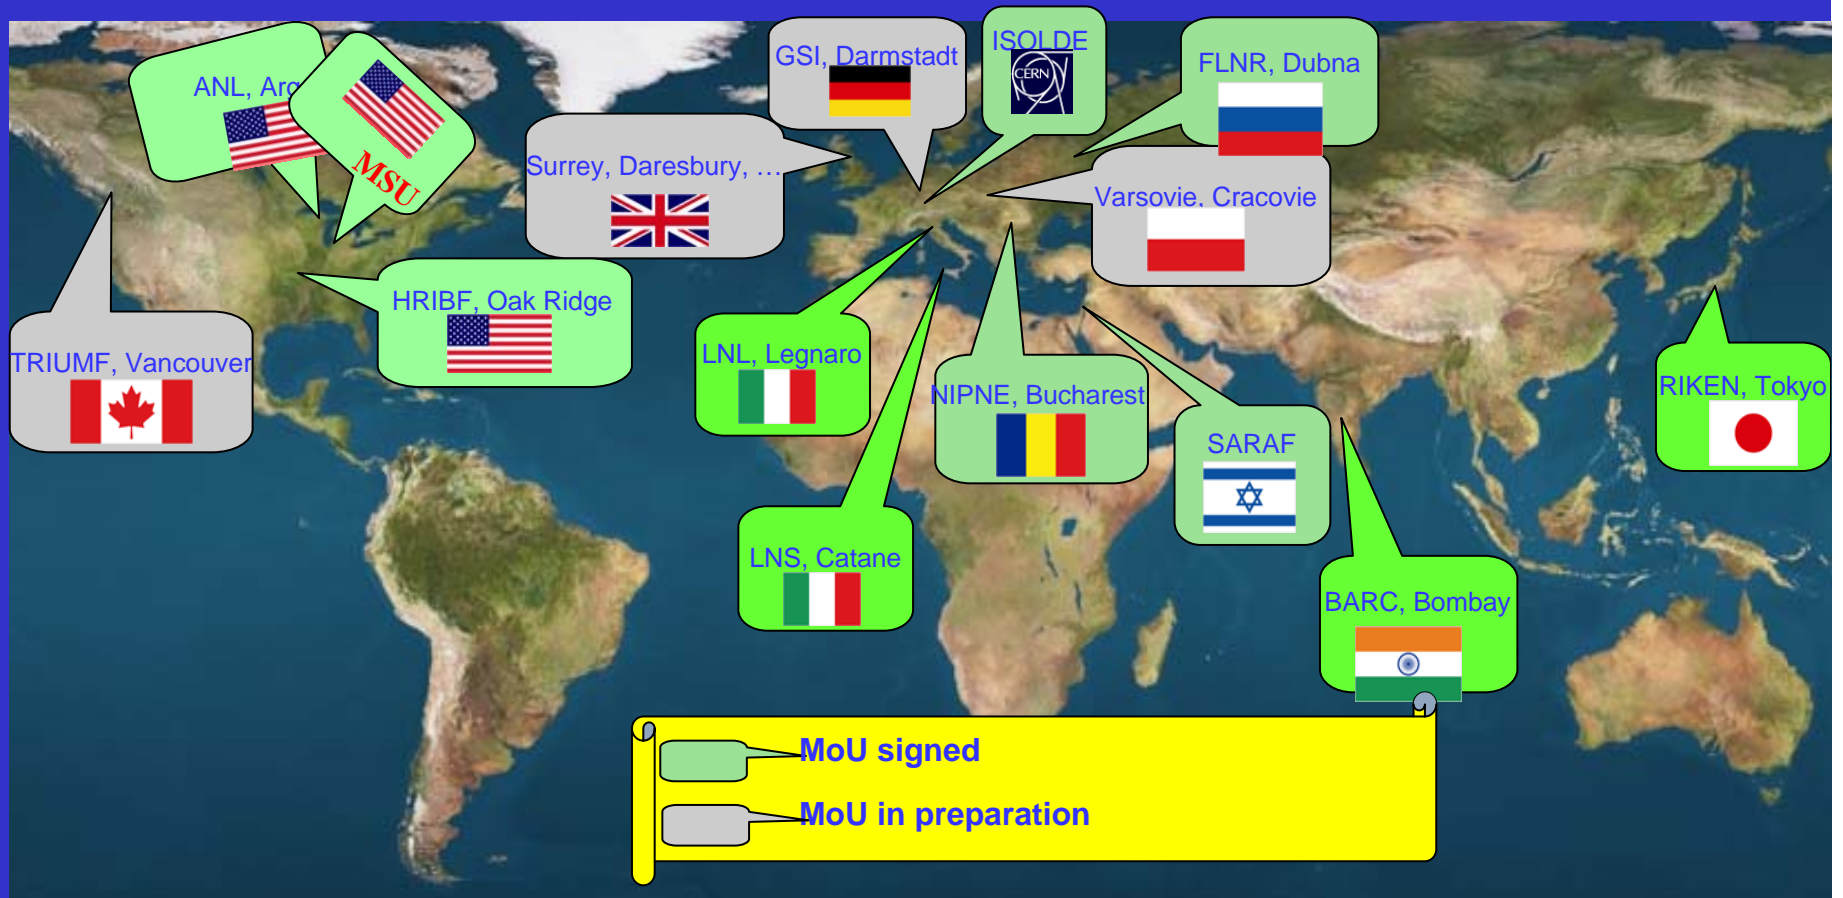 ISOLDE
CERN
GSI, Darmstadt
FLNR, Dubna
ANL,
MSU
Surrey, Daresbury, …
Varsovie, Cracovie
HRIBF, Oak Ridge
TRIUMF, Vancouver
LNL, Legnaro
NIPNE, Bucharest
RIKEN, Tokyo
SARAF
LNS, Catane
BARC, Bombay
MoU signed
MoU in preparation